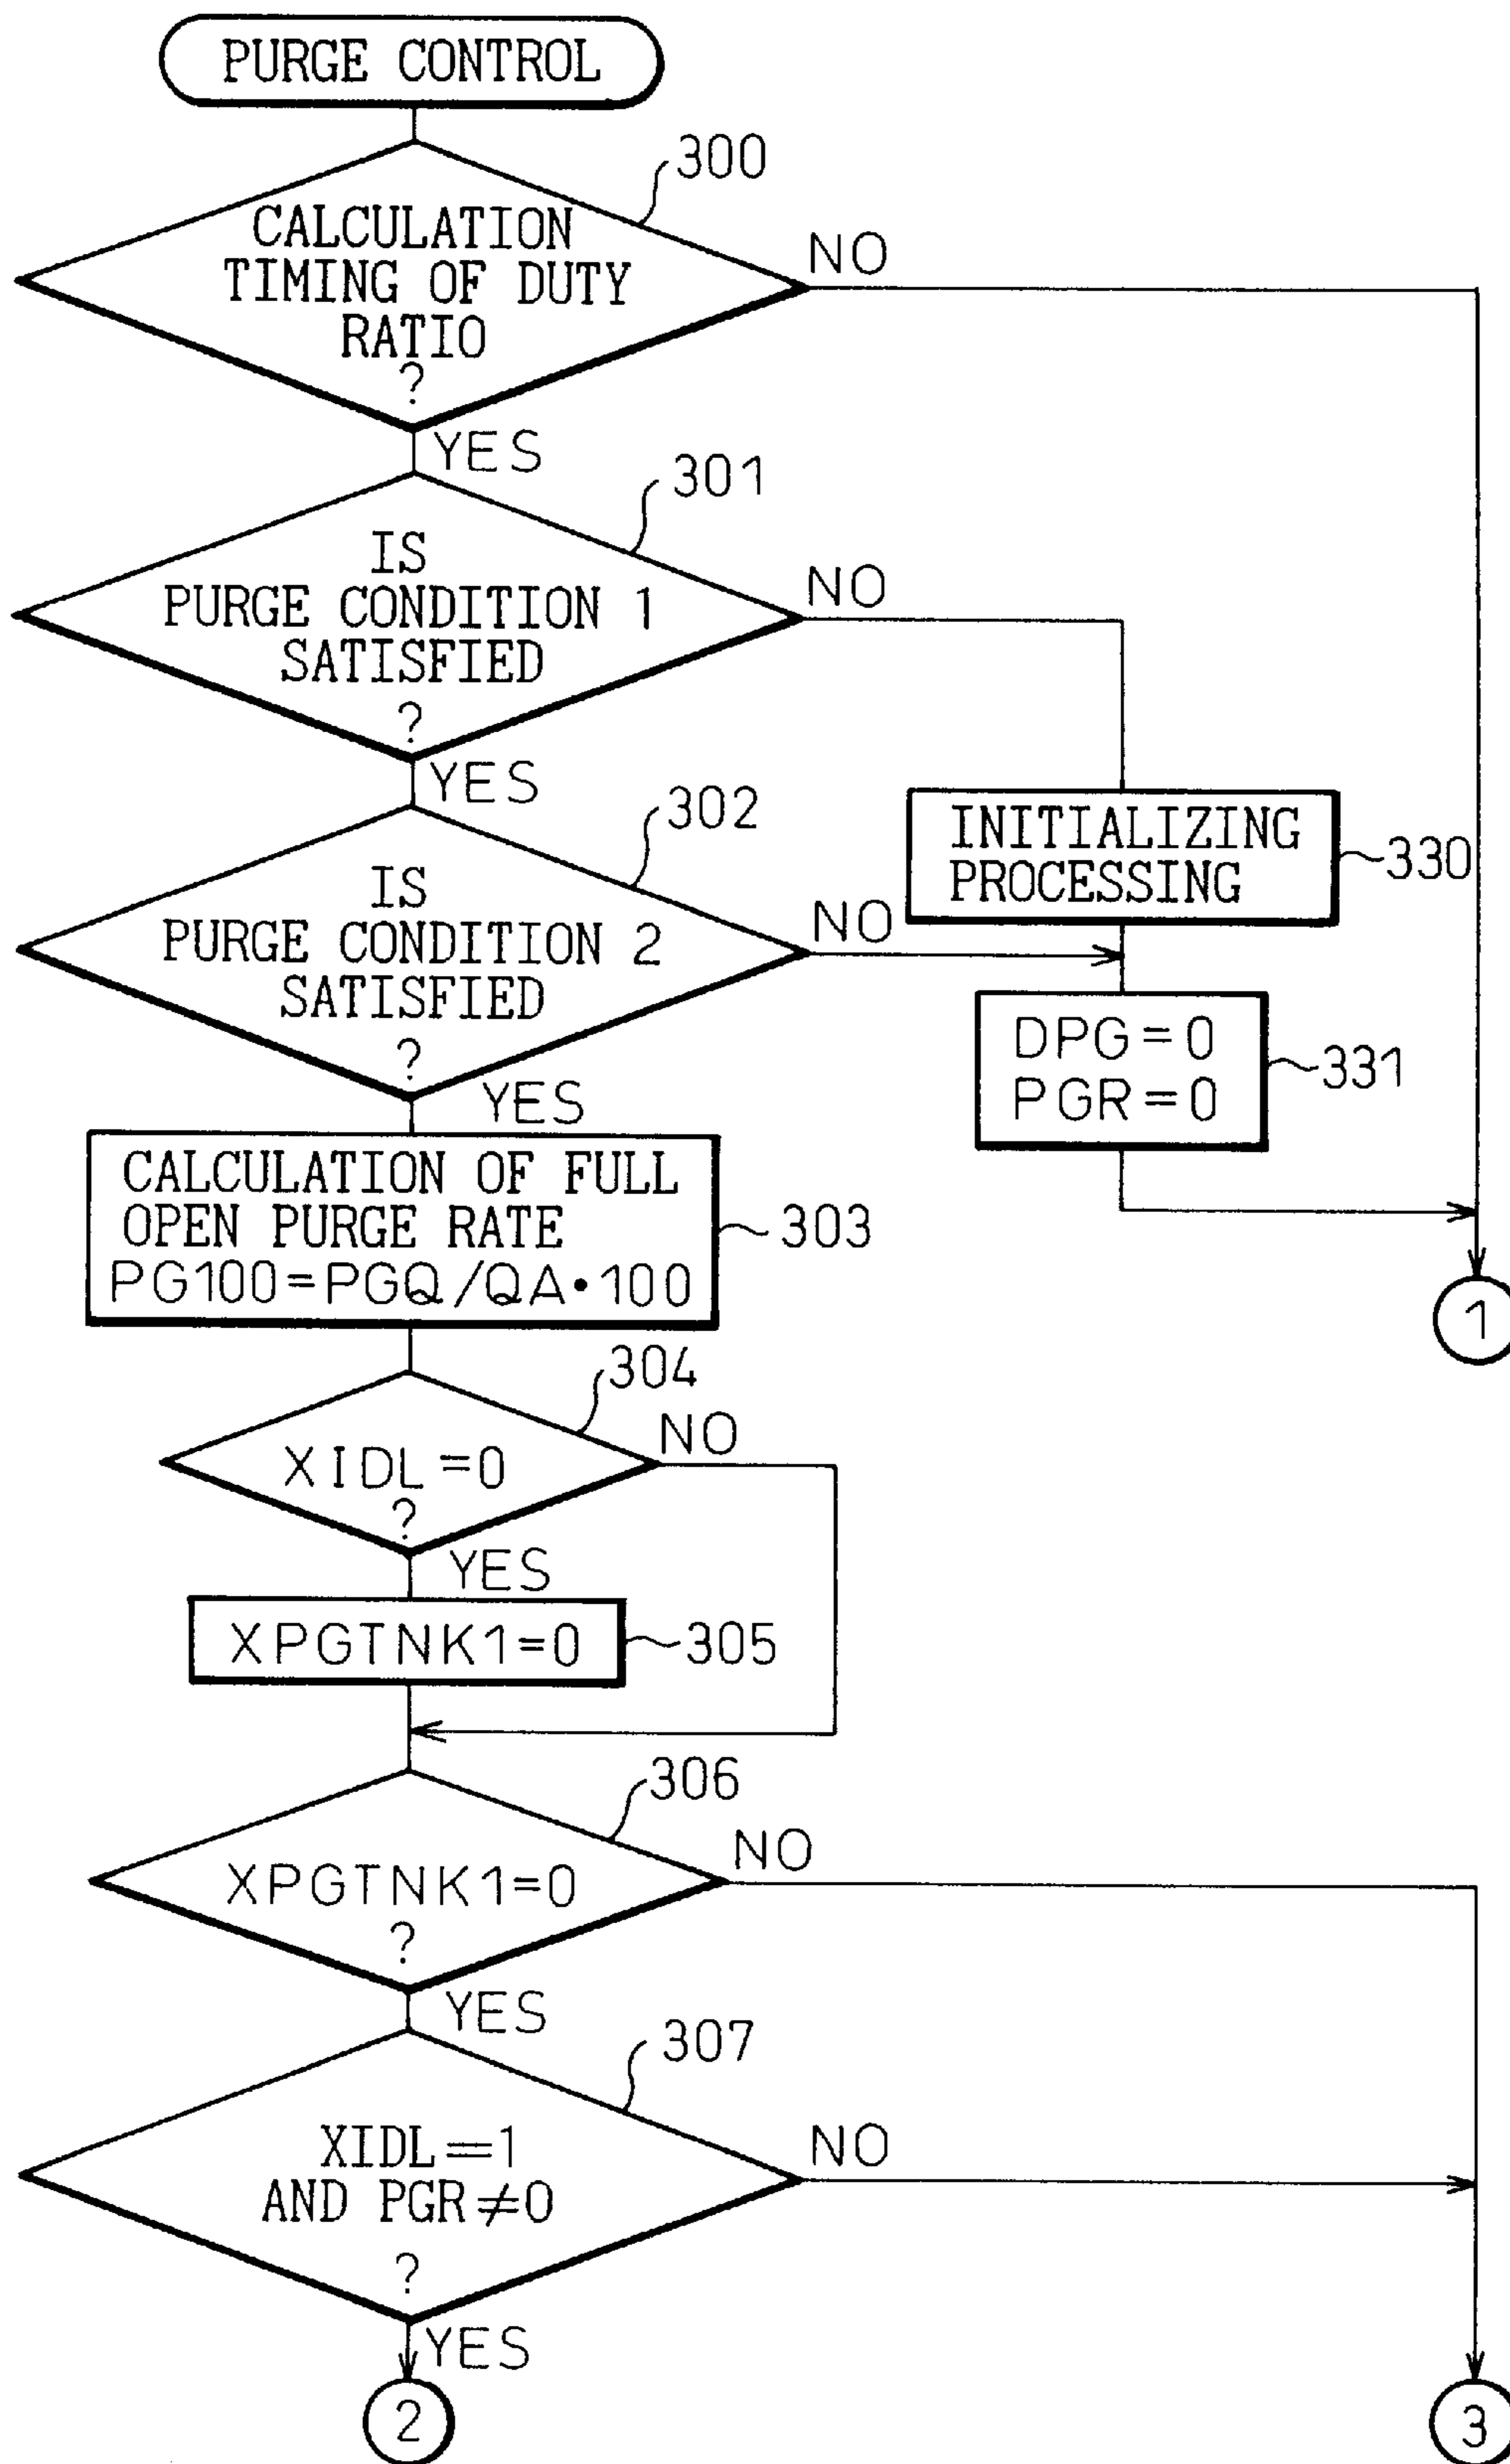 PURGE CONTROL
300
CALCULATION
TIMING OF DUTY
RATIO
?
NO
YES
301
IS
PURGE CONDITION 1
SATISFIED
?
NO
YES
302
IS
PURGE CONDITION 2
SATISFIED
?
NO
YES
INITIALIZING
PROCESSING
330
DPG=0
PGR=0
331
CALCULATION OF FULL
OPEN PURGE RATE
PG100=PGQ/QA•100
303
1
304
XIDL=0
?
NO
YES
XPGTNK1=0
305
306
XPGTNK1=0
?
NO
YES
307
XIDL=1
AND PGR≠0
?
NO
YES
2
3